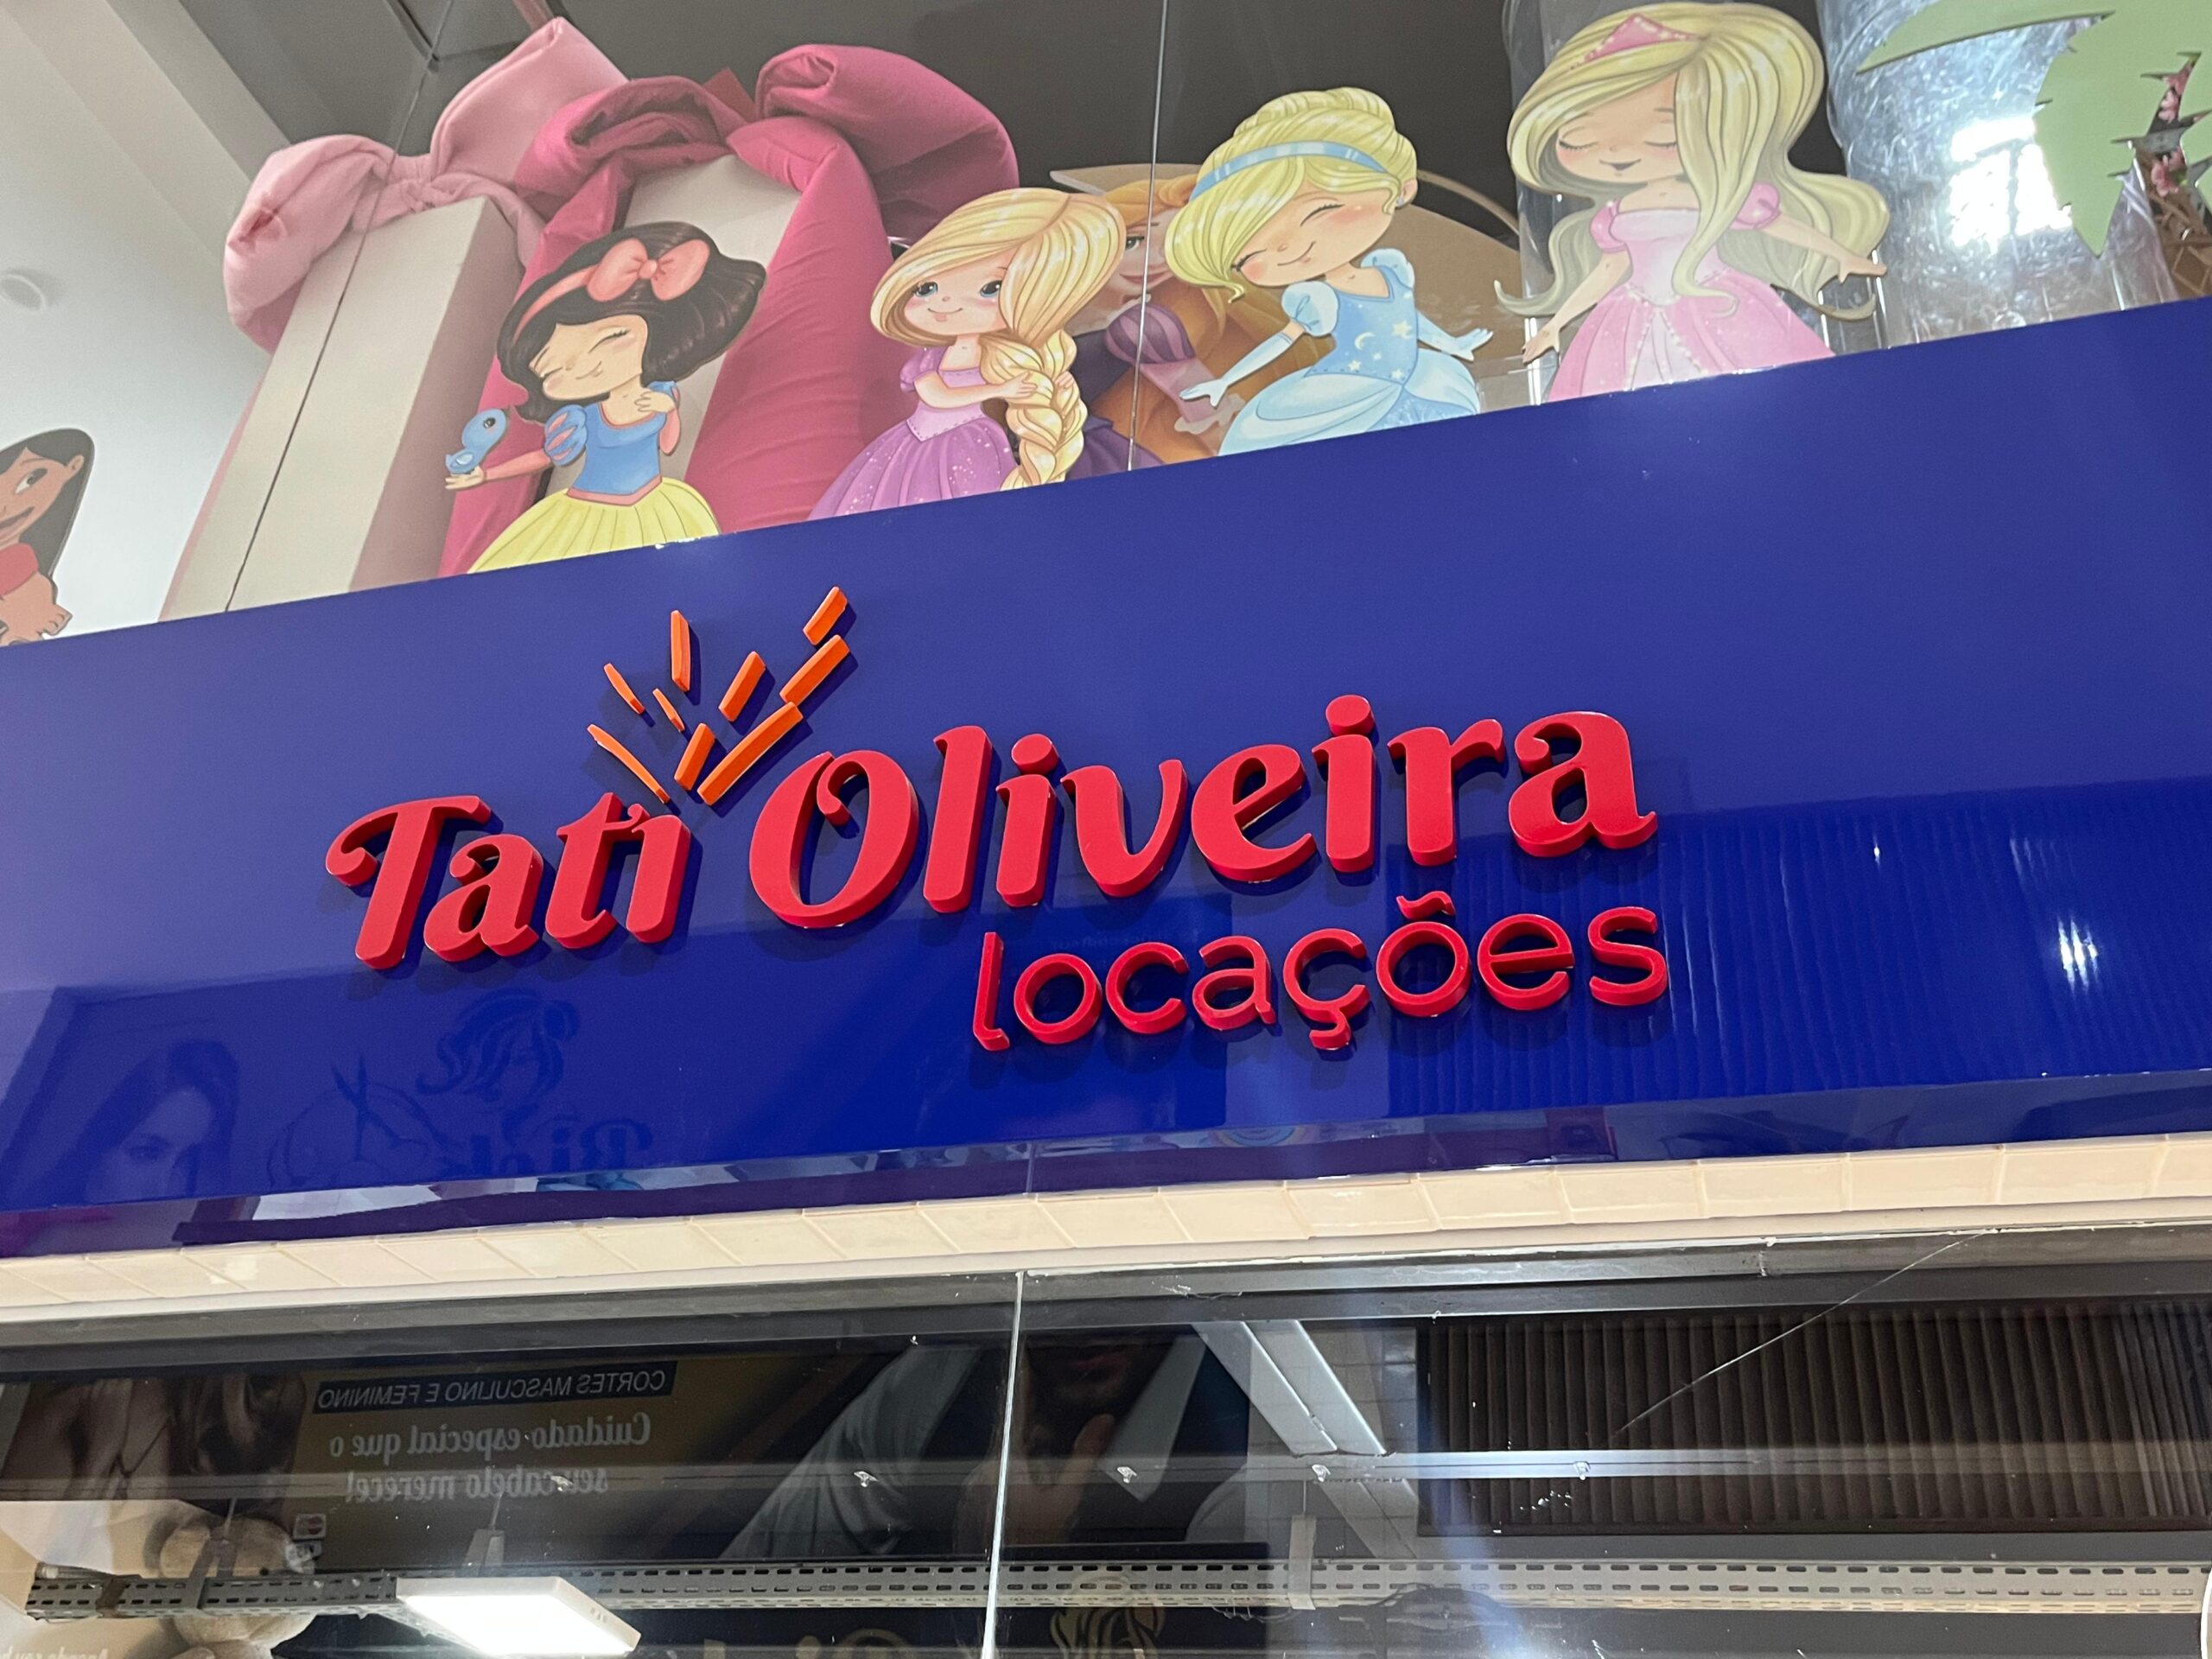 Tati Oliveira
locações
CORTES MASCULINO E FEMININO
Cuidado especial que o
seu cabelo merece!